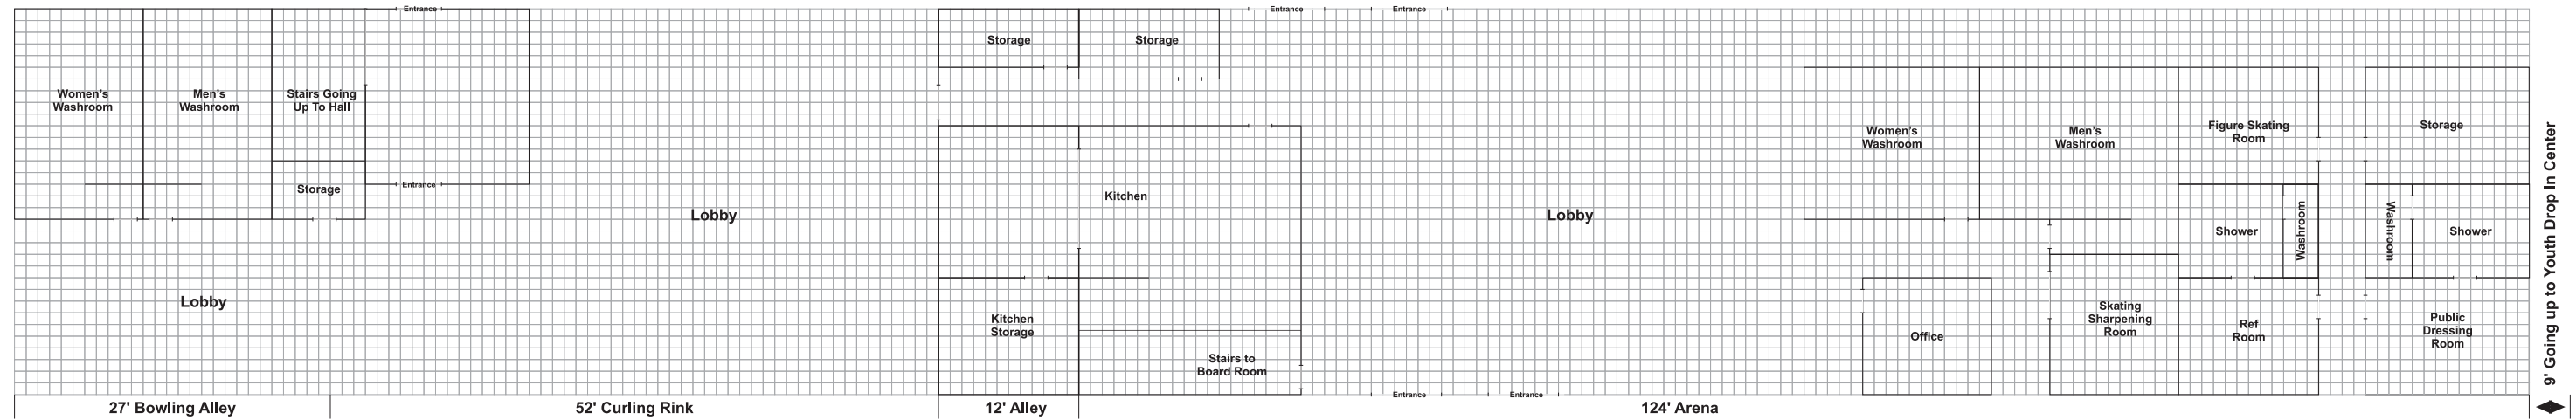 Entrance
Entrance
Entrance
Storage
Storage
Women's
Washroom
Men's
Washroom
Stairs Going
Up To Hall
Storage
Entrance
Lobby
Lobby
Kitchen
Kitchen
Storage
Stairs to
Board Room
Lobby
Women's
Washroom
Men's
Washroom
Figure Skating
Room
Storage
Shower
Washroom
Washroom
Shower
Office
Skating
Sharpening
Room
Ref
Room
Public
Dressing
Room
Entrance
Entrance
27' Bowling Alley
52' Curling Rink
12' Alley
124' Arena
9' Going up to Youth Drop In Center